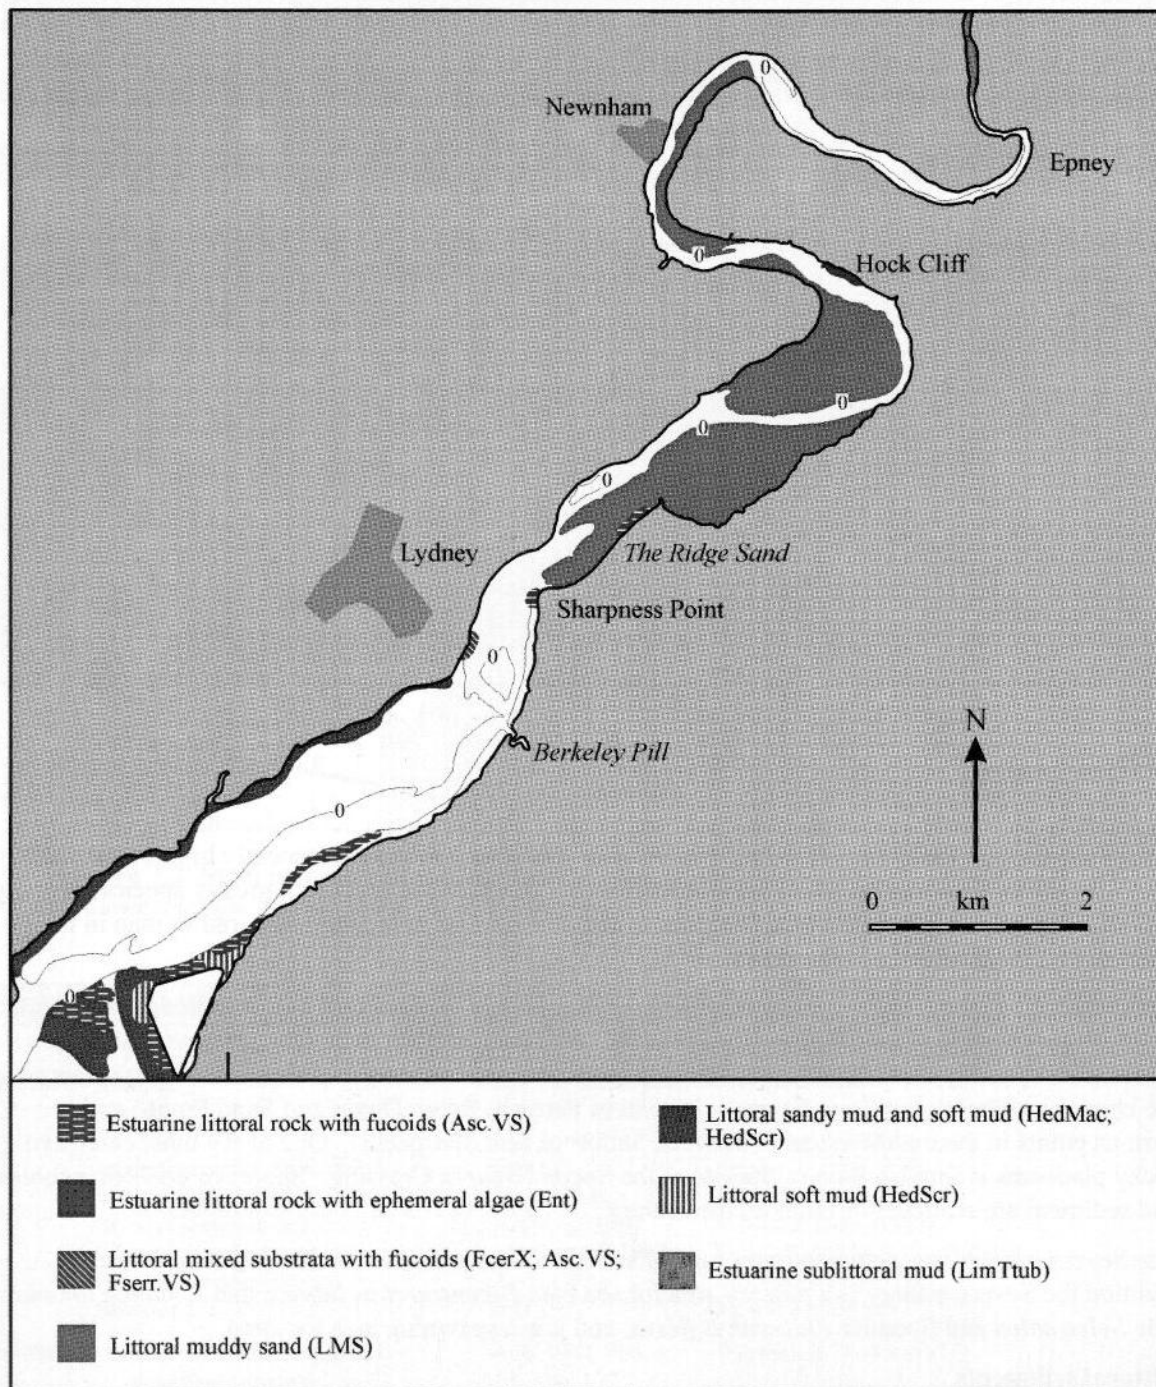 0
Newnham
Epney
0
Hock Cliff
0
0
0
Lydney
The Ridge Sand
Sharpness Point
0
N
Berkeley Pill
0
0 km 2
0
Estuarine littoral rock with fucoids (Asc.VS)
Estuarine littoral rock with ephemeral algae (Ent)
Littoral mixed substrata with fucoids (FcerX; Asc.VS;
Fserr.VS)
Littoral muddy sand (LMS)
Littoral sandy mud and soft mud (HedMac;
HedScr)
Littoral soft mud (HedScr)
Estuarine sublittoral mud (LimTtub)